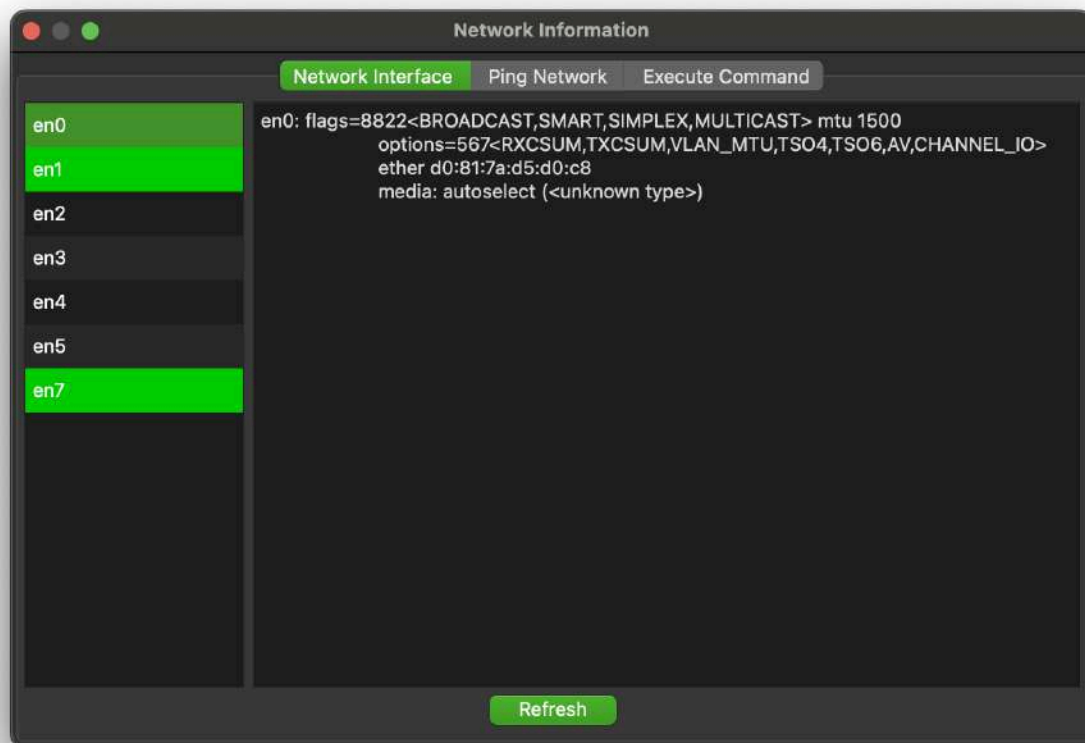 Network Information
Network Interface
Ping Network
Execute Command
en0
en1
en2
en3
en4
en5
en7
en0: flags=8822<BROADCAST,SMART,SIMPLEX,MULTICAST> mtu 1500
options=567<RXCSUM,TXCSUM,VLAN_MTU,TSO4,TSO6,AV,CHANNEL_IO>
ether d0:81:7a:d5:d0:c8
media: autoselect (<unknown type>)
Refresh